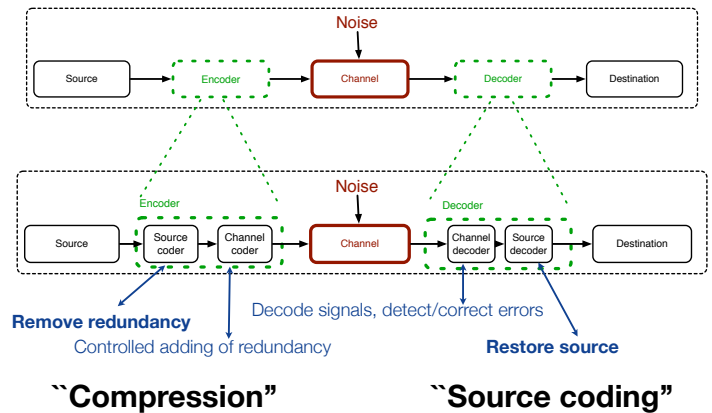 Noise
Source
Encoder
Channel
Decoder
Destination
Noise
Encoder
Decoder
Source
Source
coder
Channel
coder
Channel
Channel
decoder
Source
decoder
Destination
Remove redundancy
Controlled adding of redundancy
Decode signals, detect/correct errors
Restore source
``Compression”
``Source coding”